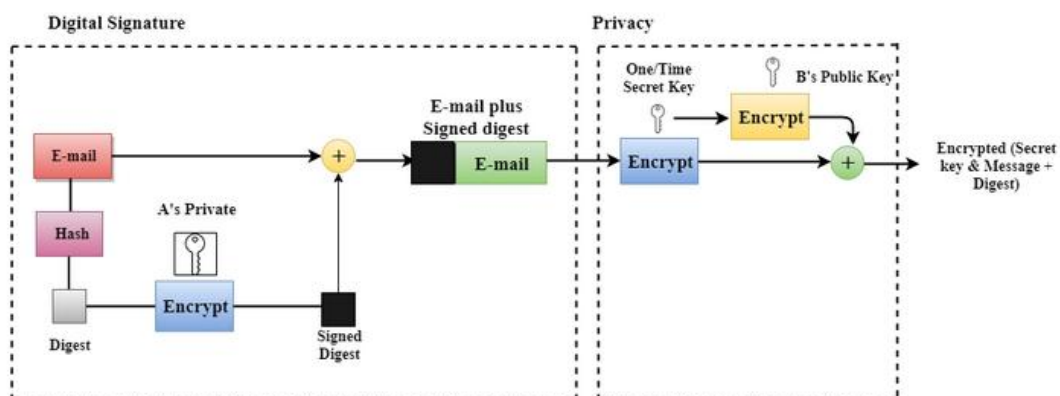 Digital Signature
Privacy
E-mail
Hash
Digest
A's Private
Encrypt
Signed
Digest
+
E-mail plus
Signed digest
E-mail
One/Time
Secret Key
Encrypt
B's Public Key
Encrypt
+
Encrypted (Secret
key & Message +
Digest)